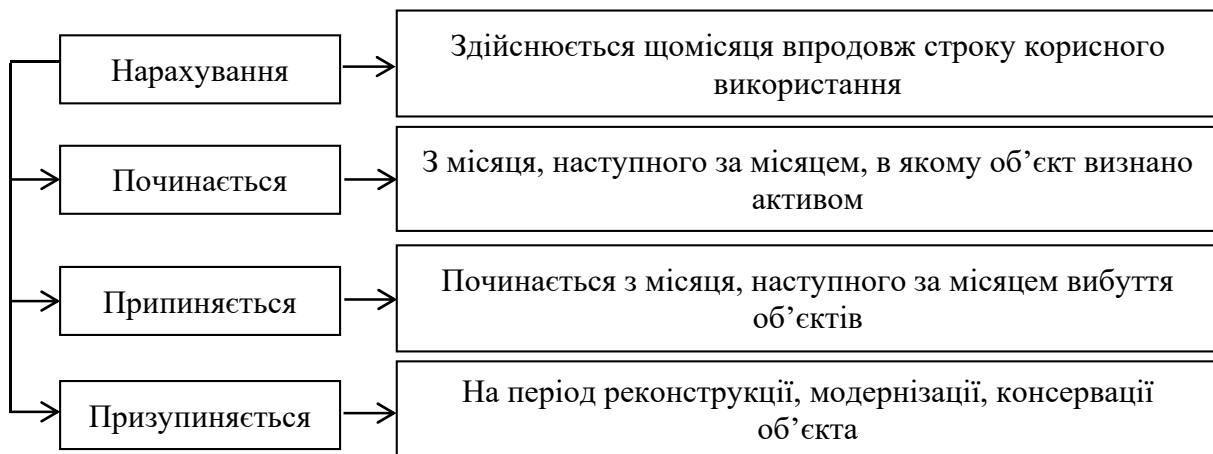 Нарахування
Здійснюється щомісяця впродовж строку корисного
використання
Починається
З місяця, наступного за місяцем, в якому об’єкт визнано
активом
Припиняється
Починається з місяця, наступного за місяцем вибуття
об’єктів
Призупиняється
На період реконструкції, модернізації, консервації
об’єкта